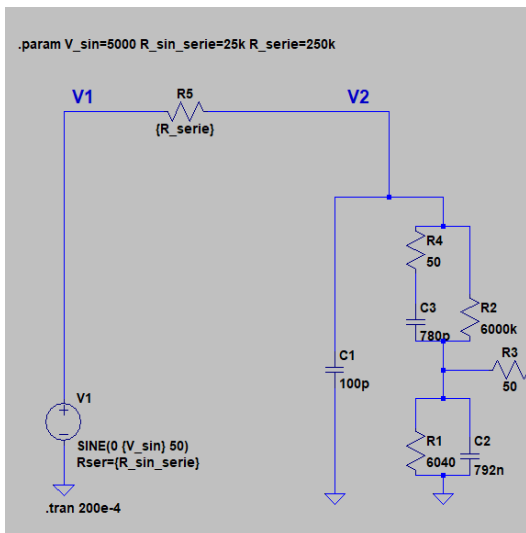 .param V_sin=5000 R_sin_serie=25k R_serie=250k
V1
R5
V2
{R_serie}
R4
50
C3
780p
R2
6000k
R3
50
C1
100p
V1
SINE(0 {V_sin} 50)
Rser={R_sin_serie}
R1
6040
C2
792n
.tran 200e-4